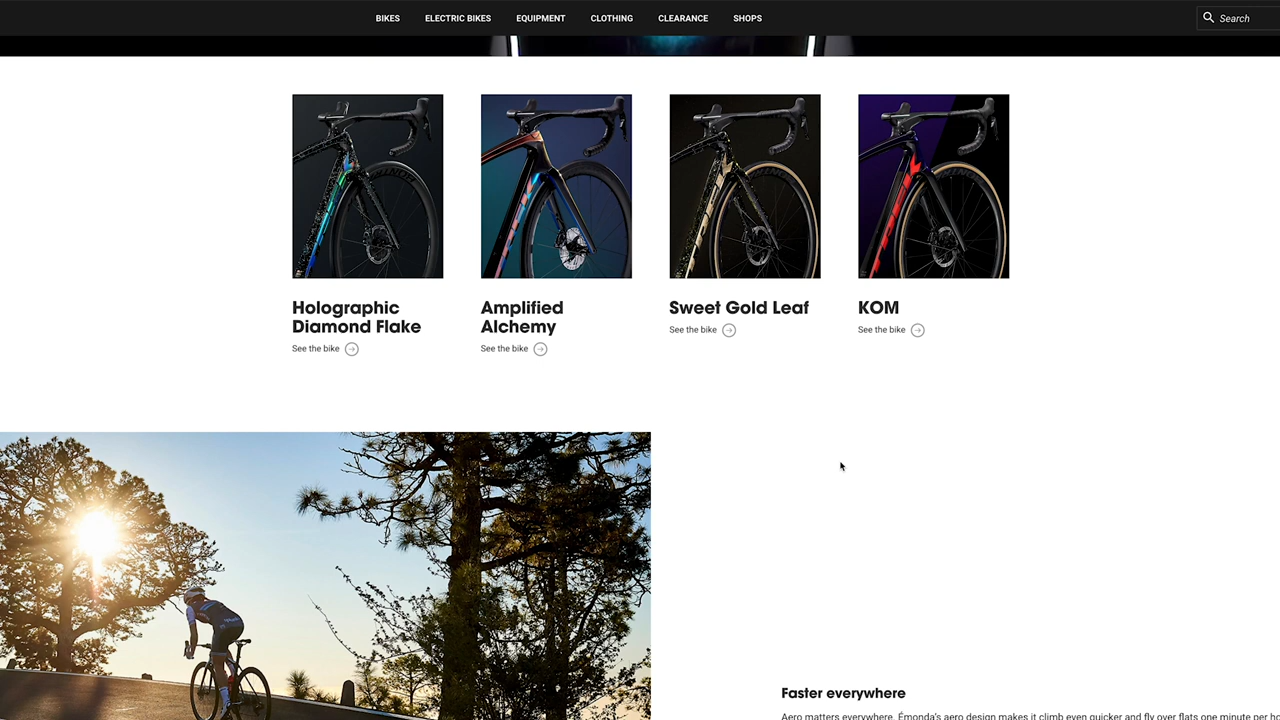 BIKES ELECTRIC BIKES EQUIPMENT CLOTHING CLEARANCE SHOPS Search
Holographic
Diamond Flake
See the bike
Amplified
Alchemy
See the bike
Sweet Gold Leaf
See the bike
KOM
See the bike
Faster everywhere
Aero matters everywhere. Émonda's aero design makes it climb even quicker and fly over flats one minute per